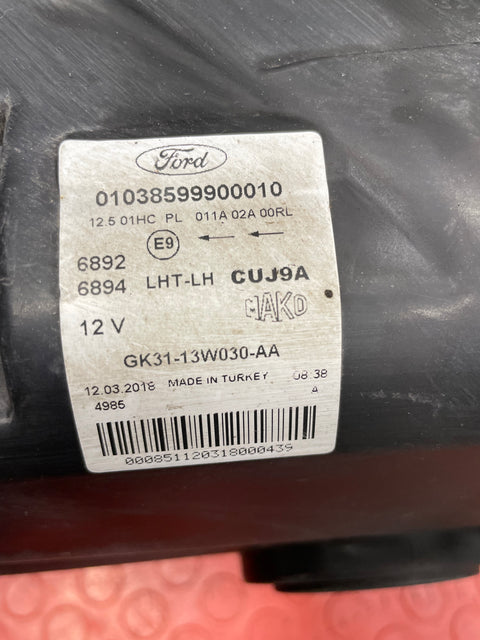 Ford
01038599900010
12.5 01HC PL 011A 02A 00RL
E9
6892
6894 LHT-LH CUJ9A
MAKO
12 V
GK31-13W030-AA
12.03.2018 MADE IN TURKEY 08:38
4985 A
000851120318000439